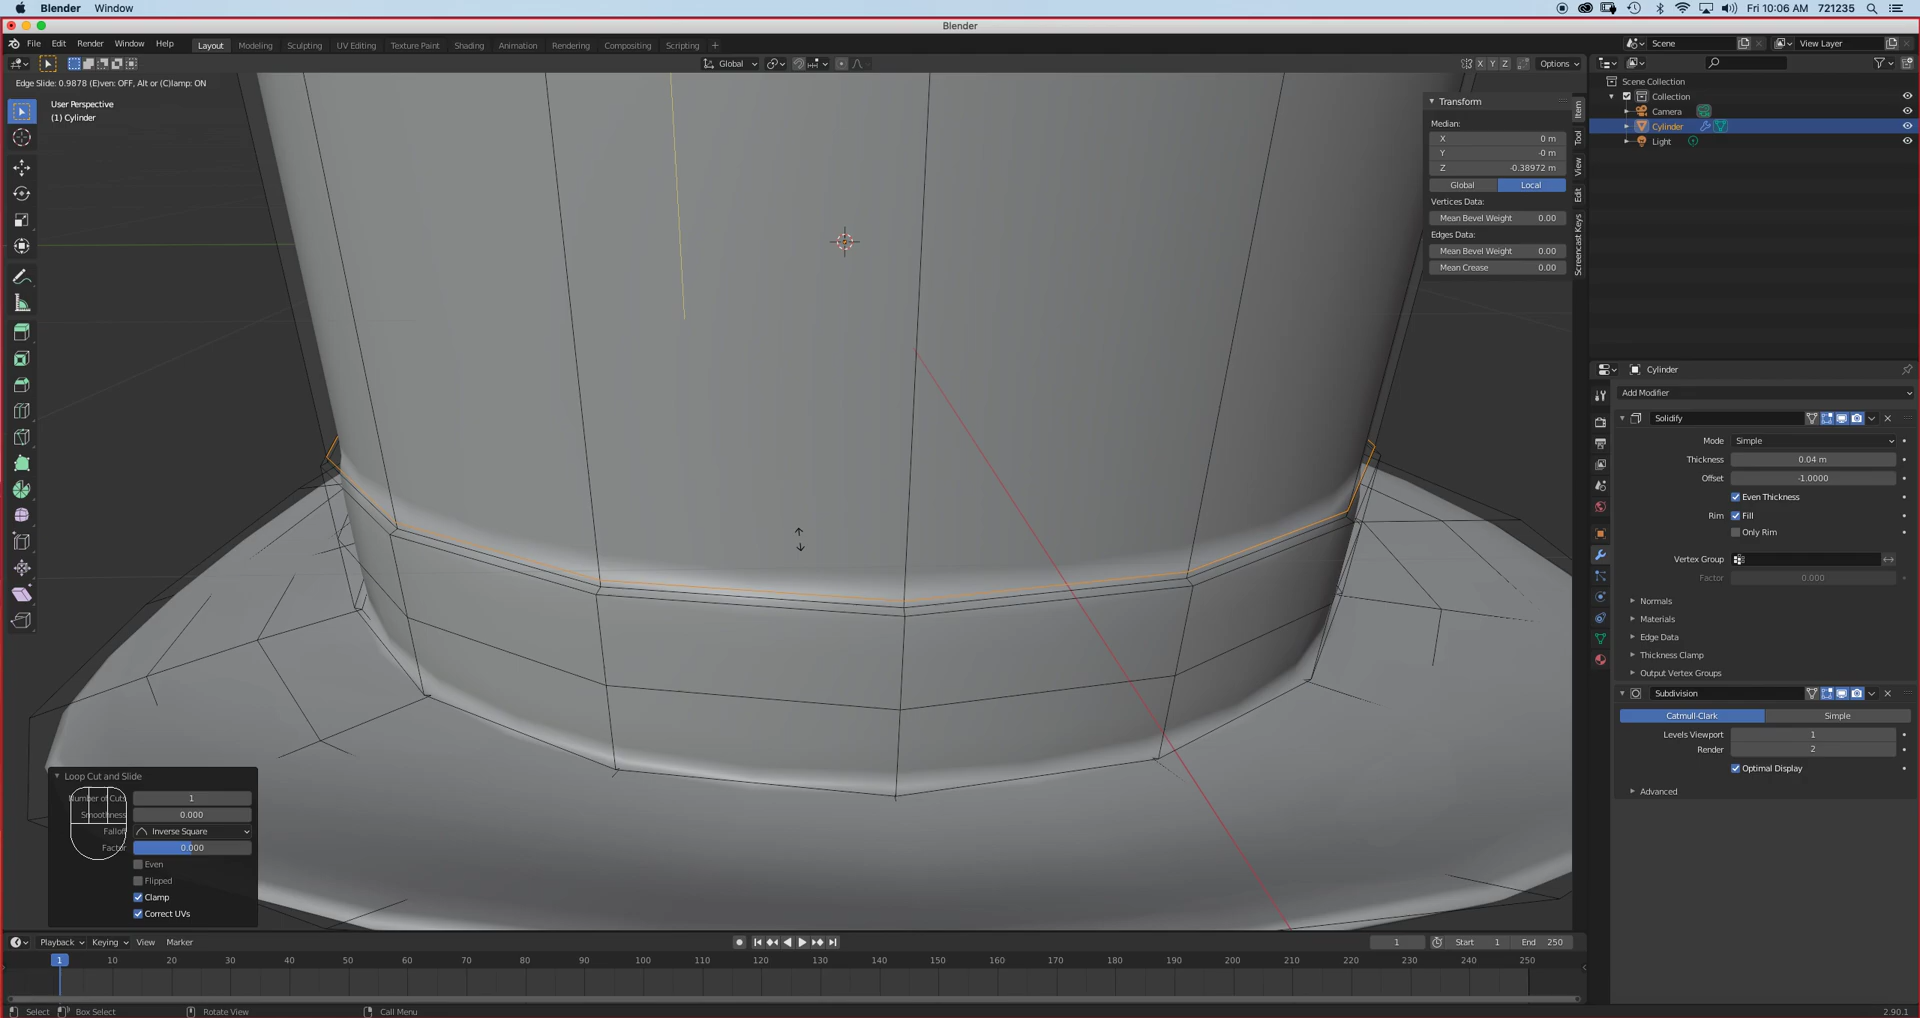 Blender Window
Fri 10:06 AM 721235
Blender
File Edit Render Window Help
Layout Modeling Sculpting UV Editing Texture Paint Shading Animation Rendering Compositing Scripting +
Scene View Layer
Global
X Y Z Options
Edge Slide: 0.9878 (E)ven: OFF, Alt or (C)lamp: ON
User Perspective
(1) Cylinder
Transform
Median:
X 0 m
Y -0 m
Z -0.38972 m
Global Local
Vertices Data:
Mean Bevel Weight 0.00
Edges Data:
Mean Bevel Weight 0.00
Mean Crease 0.00
Item
Tool
View
Edit
Screencast Keys
Scene Collection
Collection
Camera
Cylinder
Light
Cylinder
Add Modifier
Solidify
Mode Simple
Thickness 0.04 m
Offset -1.0000
Even Thickness
Rim Fill
Only Rim
Vertex Group
Factor 0.000
Normals
Materials
Edge Data
Thickness Clamp
Output Vertex Groups
Subdivision
Catmull-Clark Simple
Levels Viewport 1
Render 2
Optimal Display
Advanced
Loop Cut and Slide
Number of Cuts 1
Smoothness 0.000
Falloff Inverse Square
Factor 0.000
Even
Flipped
Clamp
Correct UVs
Playback Keying View Marker
1 Start 1 End 250
1 10 20 30 40 50 60 70 80 90 100 110 120 130 140 150 160 170 180 190 200 210 220 230 240 250
Select Box Select Rotate View Call Menu 2.90.1